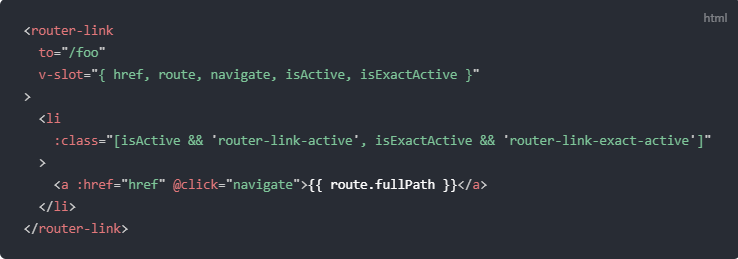 html
<router-link
  to="/foo"
  v-slot="{ href, route, navigate, isActive, isExactActive }"
>
  <li
    :class="[isActive && 'router-link-active', isExactActive && 'router-link-exact-active']"
  >
    <a :href="href" @click="navigate">{{ route.fullPath }}</a>
  </li>
</router-link>